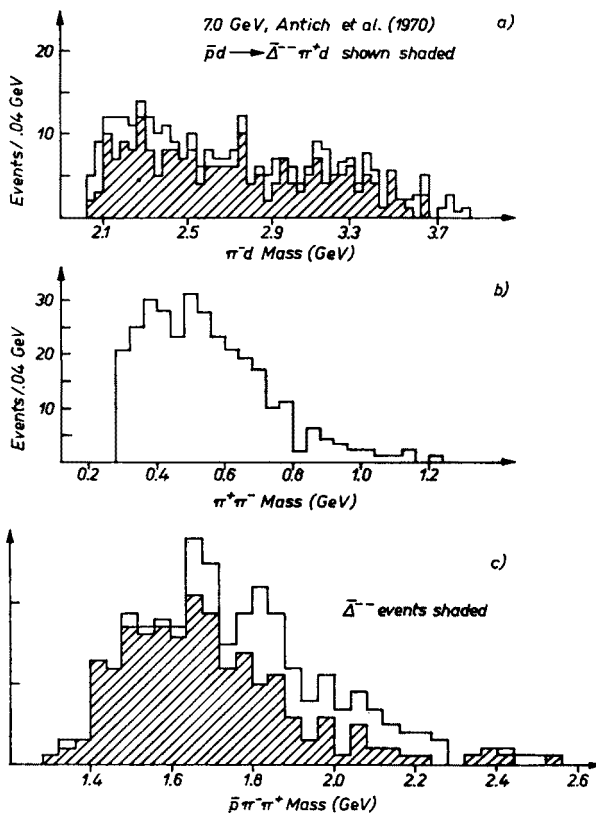 7.0 GeV, Antich et al. (1970)
a)
p̄d → Δ̄⁻⁻ π⁺d shown shaded
Events/.04 GeV
20
10
2.1 2.5 2.9 3.3 3.7
π⁻d Mass (GeV)
b)
Events/.04 GeV
30
20
10
0.2 0.4 0.6 0.8 1.0 1.2
π⁺π⁻ Mass (GeV)
c)
Δ̄⁻⁻ events shaded
1.4 1.6 1.8 2.0 2.2 2.4 2.6
p̄π⁻π⁺ Mass (GeV)